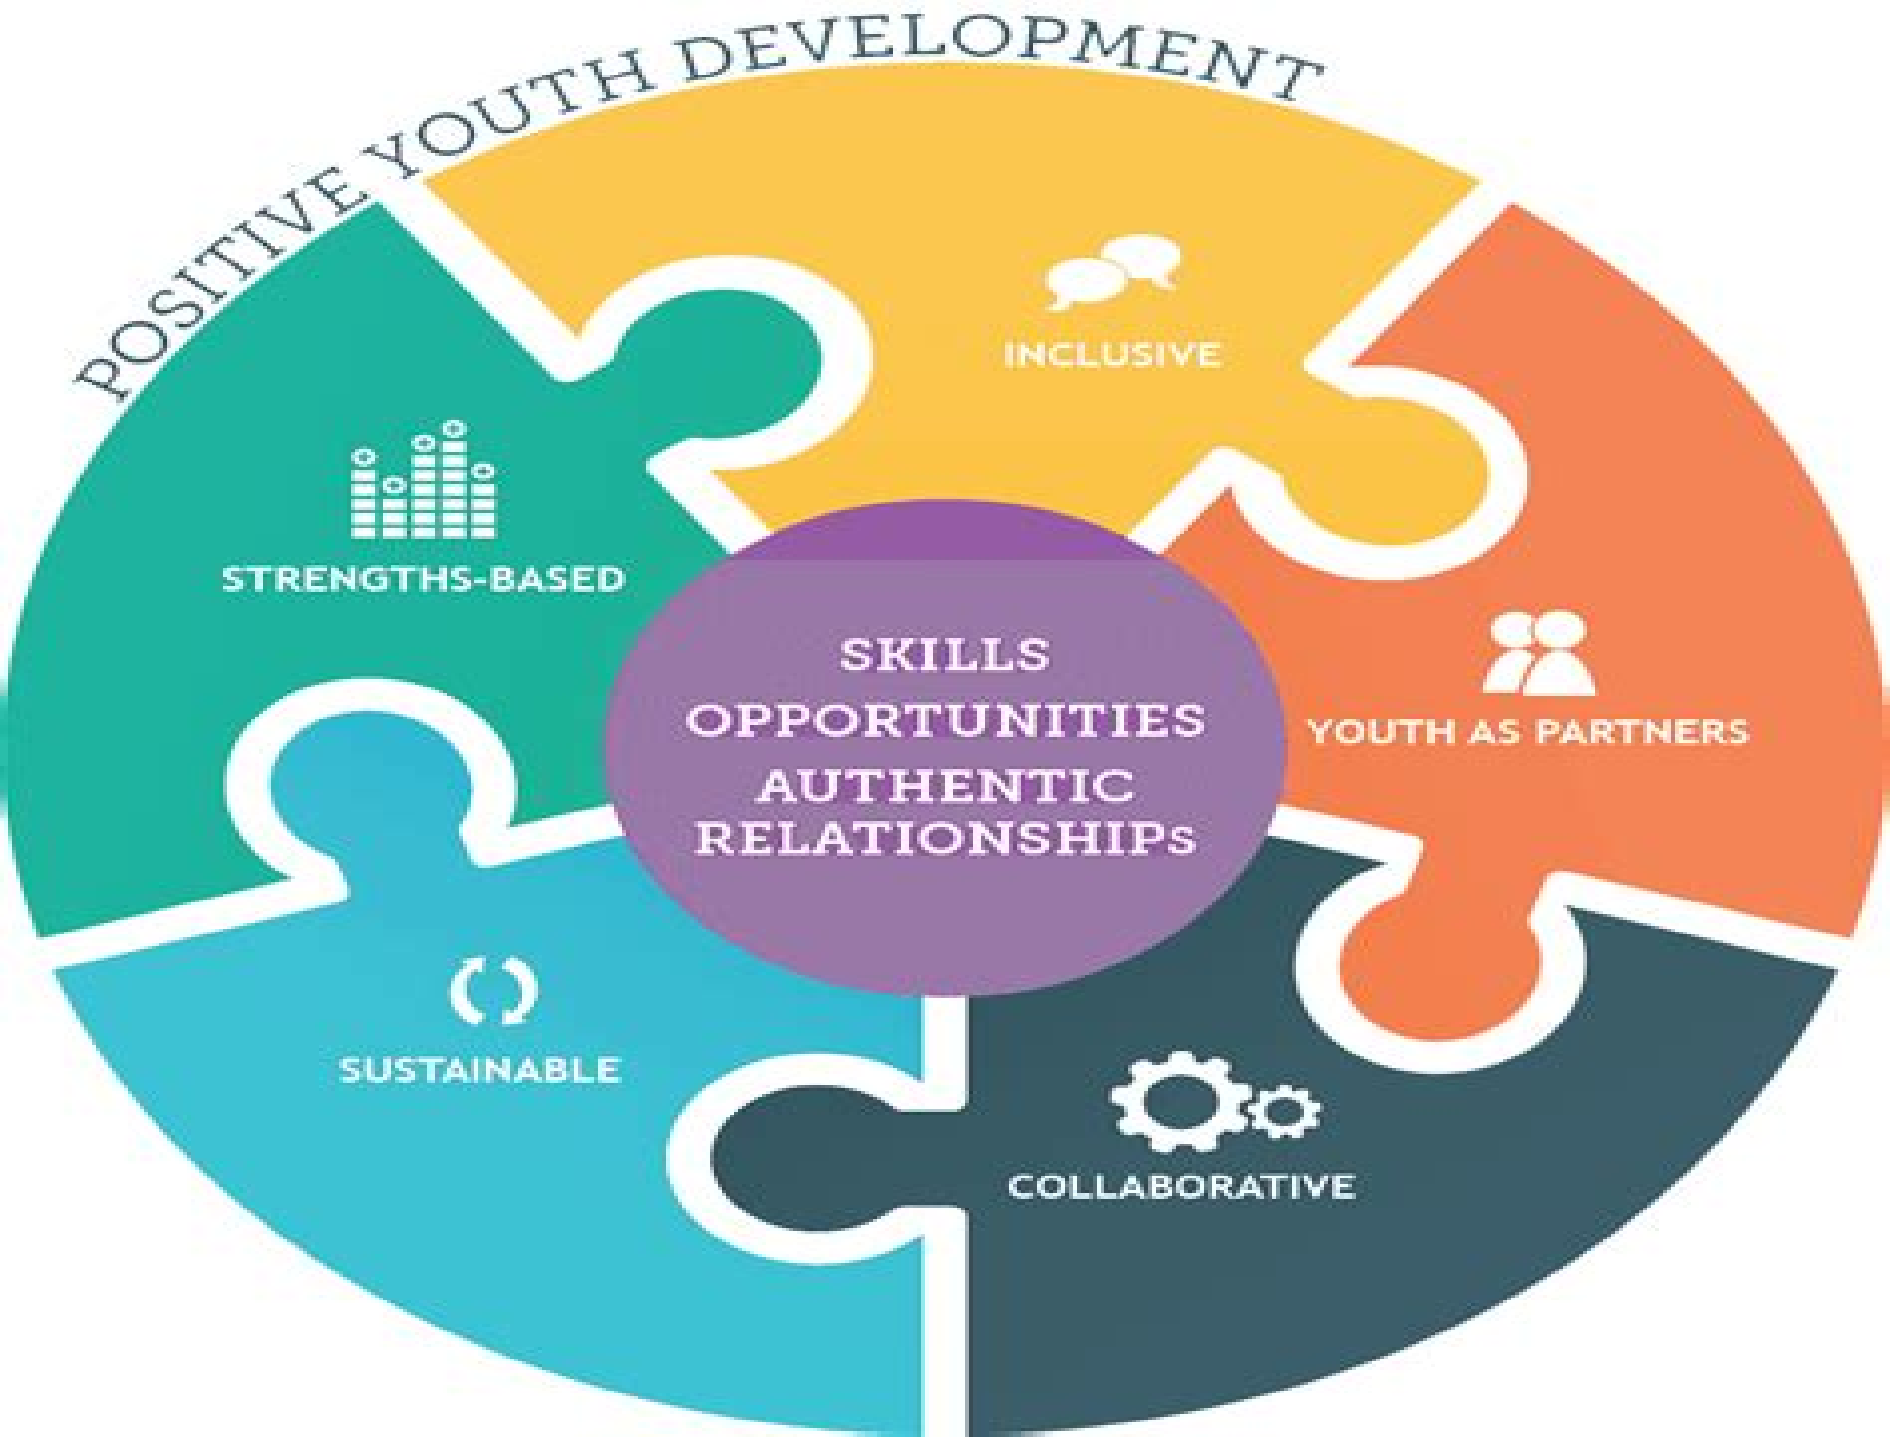 POSITIVE YOUTH DEVELOPMENT
INCLUSIVE
STRENGTHS-BASED
SKILLS
OPPORTUNITIES
AUTHENTIC
RELATIONSHIPs
YOUTH AS PARTNERS
SUSTAINABLE
COLLABORATIVE